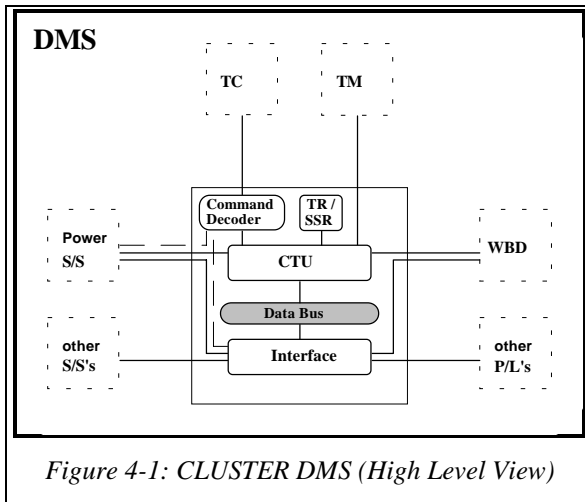 DMS
TC
TM
Command
Decoder
TR /
SSR
Power
S/S
CTU
WBD
Data Bus
other
S/S's
Interface
other
P/L's
Figure 4-1: CLUSTER DMS (High Level View)